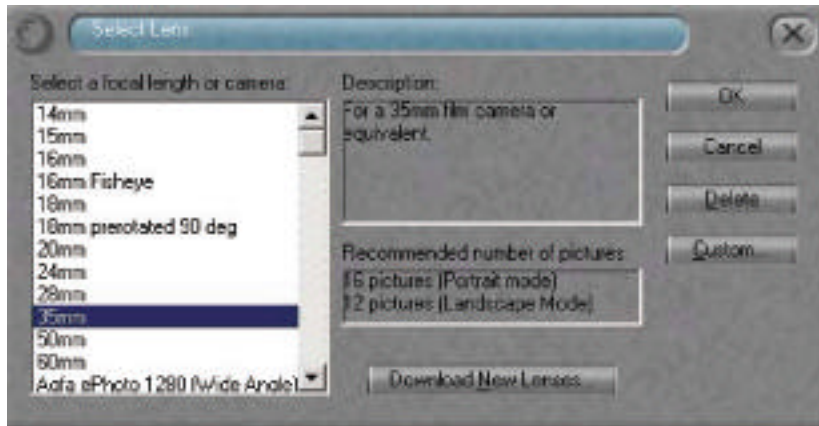 Select Lens
Select a focal length or camera:
14mm
15mm
16mm
16mm Fisheye
18mm
18mm prerotated 90 deg
20mm
24mm
28mm
35mm
50mm
60mm
Agfa ePhoto 1280 (Wide Angle)
Description:
For a 35mm film camera or
equivalent.
Recommended number of pictures
16 pictures (Portrait mode)
12 pictures (Landscape Mode)
Download New Lenses...
OK
Cancel
Delete
Custom...